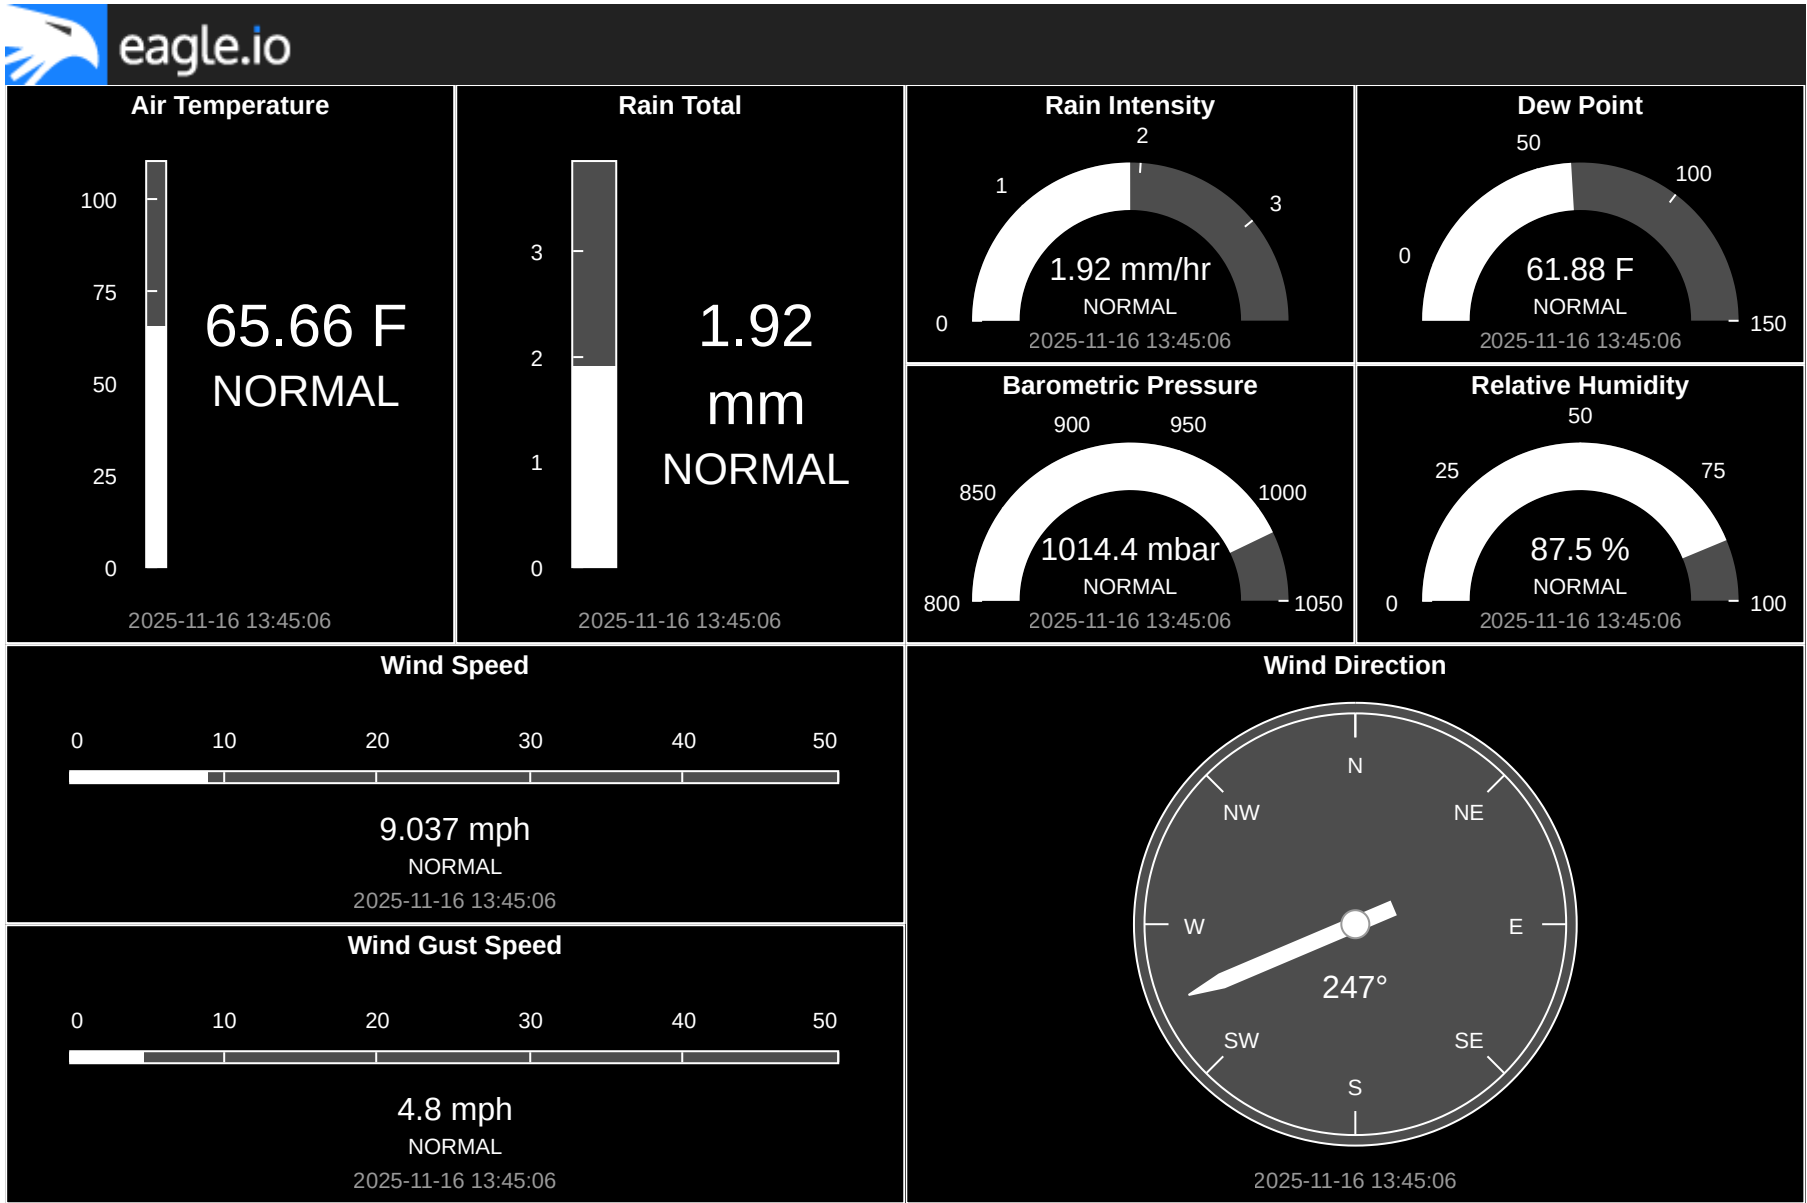 eagle.io
Air Temperature
100
75
50
25
0
65.66 F
NORMAL
2025-11-16 13:45:06
Rain Total
3
2
1
0
1.92
mm
NORMAL
2025-11-16 13:45:06
Rain Intensity
0
1
2
3
1.92 mm/hr
NORMAL
2025-11-16 13:45:06
Dew Point
0
50
100
150
61.88 F
NORMAL
2025-11-16 13:45:06
Barometric Pressure
800
850
900
950
1000
1050
1014.4 mbar
NORMAL
2025-11-16 13:45:06
Relative Humidity
0
25
50
75
100
87.5 %
NORMAL
2025-11-16 13:45:06
Wind Speed
0 10 20 30 40 50
9.037 mph
NORMAL
2025-11-16 13:45:06
Wind Gust Speed
0 10 20 30 40 50
4.8 mph
NORMAL
2025-11-16 13:45:06
Wind Direction
N
NW NE
W E
247°
SW SE
S
2025-11-16 13:45:06